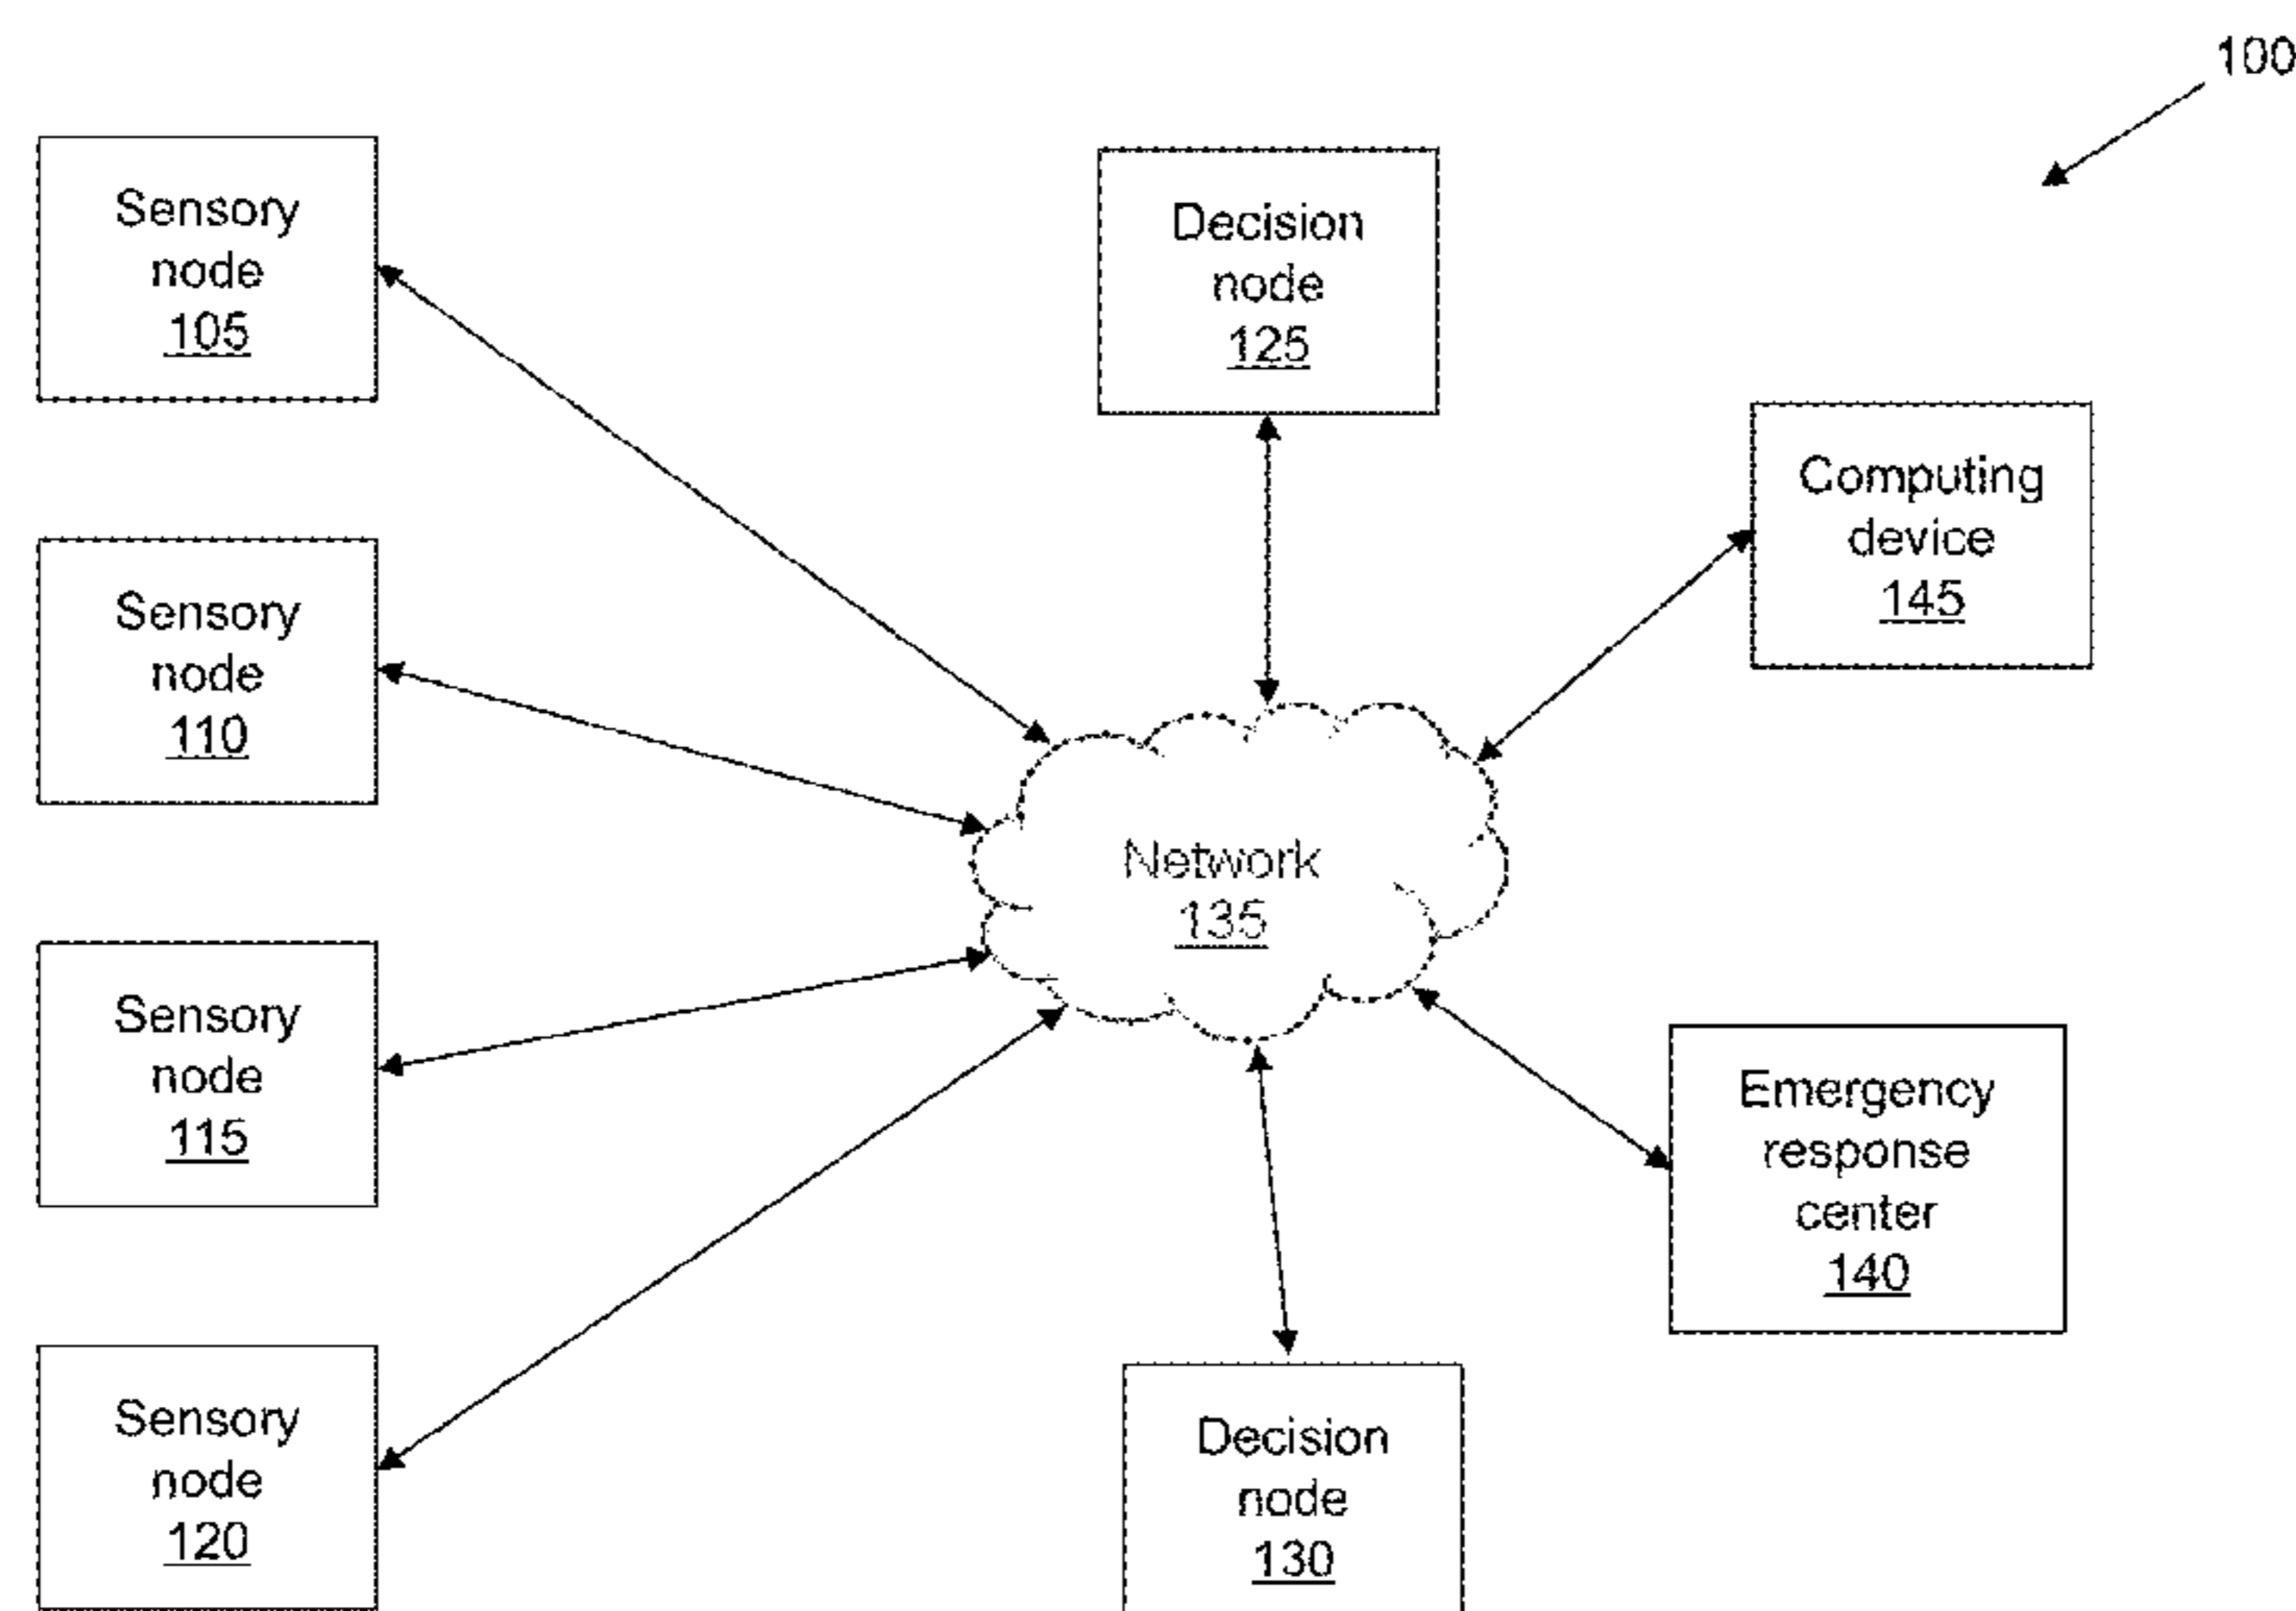 100
Sensory
node
105
Decision
node
125
Computing
device
145
Sensory
node
110
Network
135
Sensory
node
115
Emergency
response
center
140
Sensory
node
120
Decision
node
130